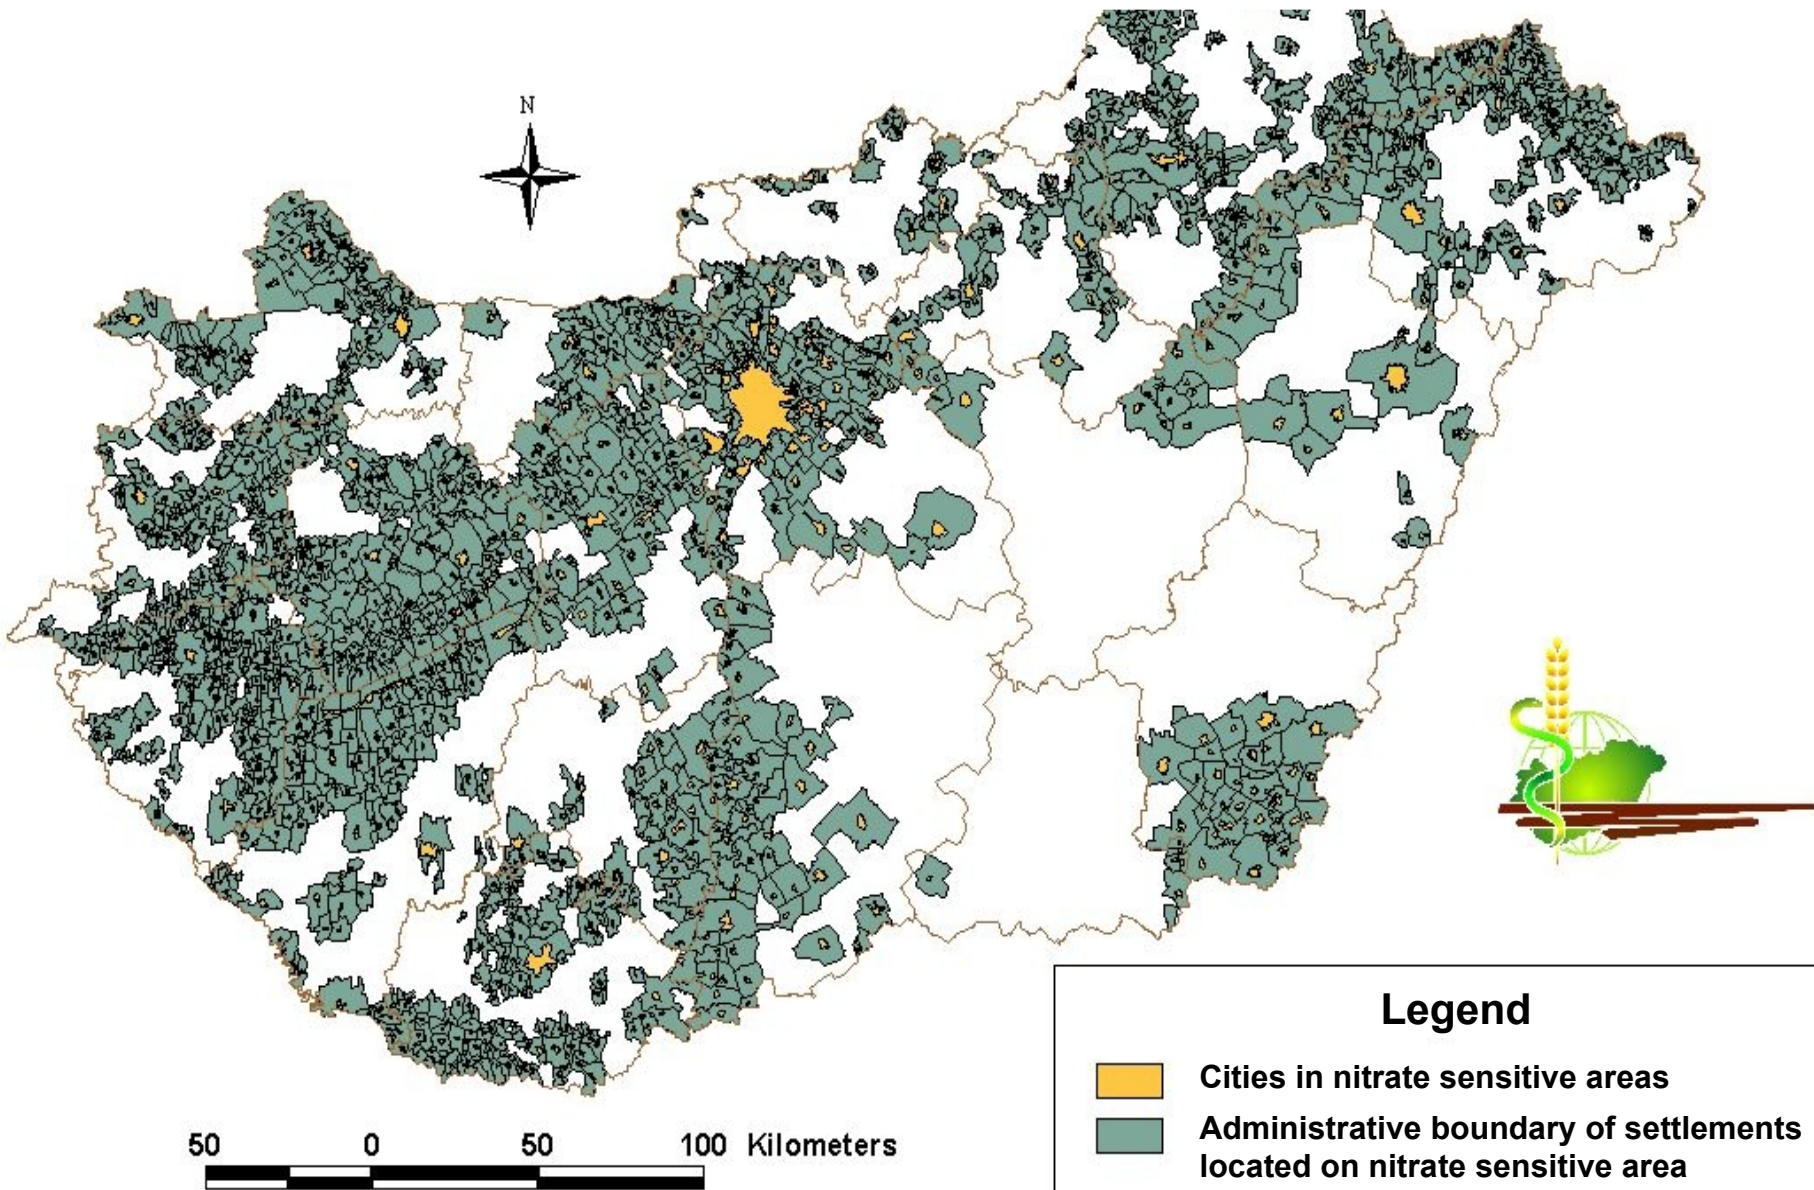 N
Legend
Cities in nitrate sensitive areas
Administrative boundary of settlements
located on nitrate sensitive area
50 0 50 100 Kilometers